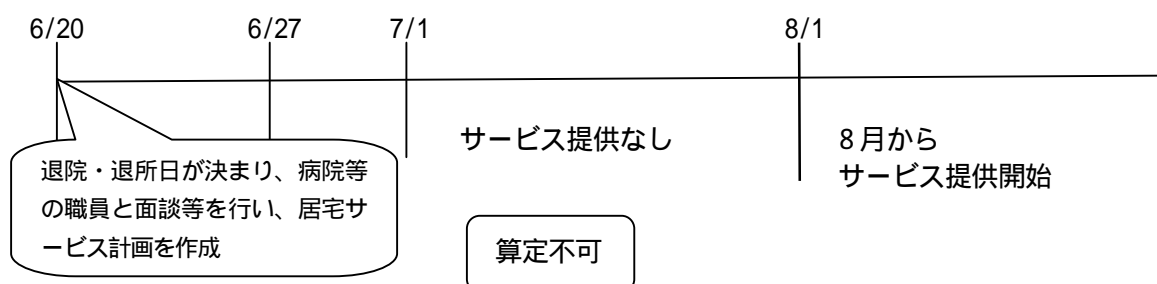 6/20 6/27 7/1 8/1
サービス提供なし
8月から
サービス提供開始
退院・退所日が決まり、病院等
の職員と面談等を行い、居宅サ
ービス計画を作成
算定不可